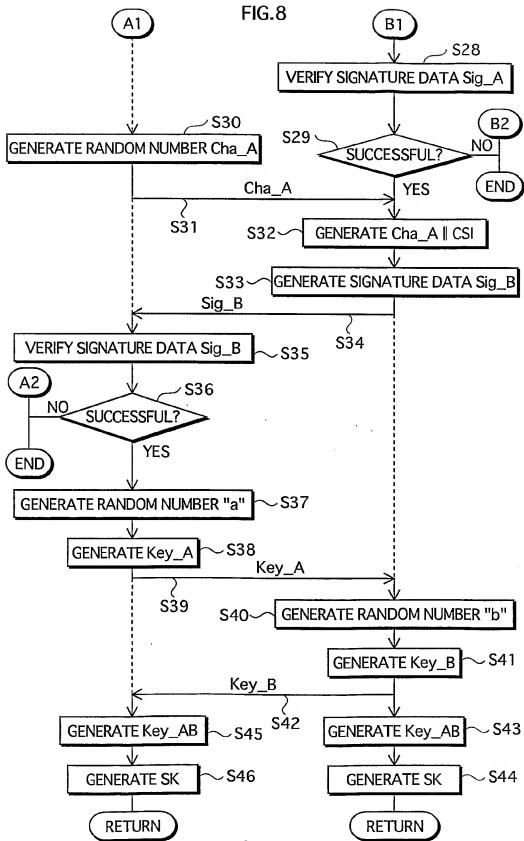 FIG.8
A1
B1
S28
VERIFY SIGNATURE DATA Sig_A
S30
GENERATE RANDOM NUMBER Cha_A
S29
SUCCESSFUL?
NO
B2
END
YES
Cha_A
S31
S32
GENERATE Cha_A || CSI
S33
GENERATE SIGNATURE DATA Sig_B
Sig_B
S34
VERIFY SIGNATURE DATA Sig_B
S35
A2
S36
NO
SUCCESSFUL?
END
YES
GENERATE RANDOM NUMBER "a"
S37
GENERATE Key_A
S38
Key_A
S39
S40
GENERATE RANDOM NUMBER "b"
GENERATE Key_B
S41
Key_B
S42
GENERATE Key_AB
S45
GENERATE Key_AB
S43
GENERATE SK
S46
GENERATE SK
S44
RETURN
RETURN